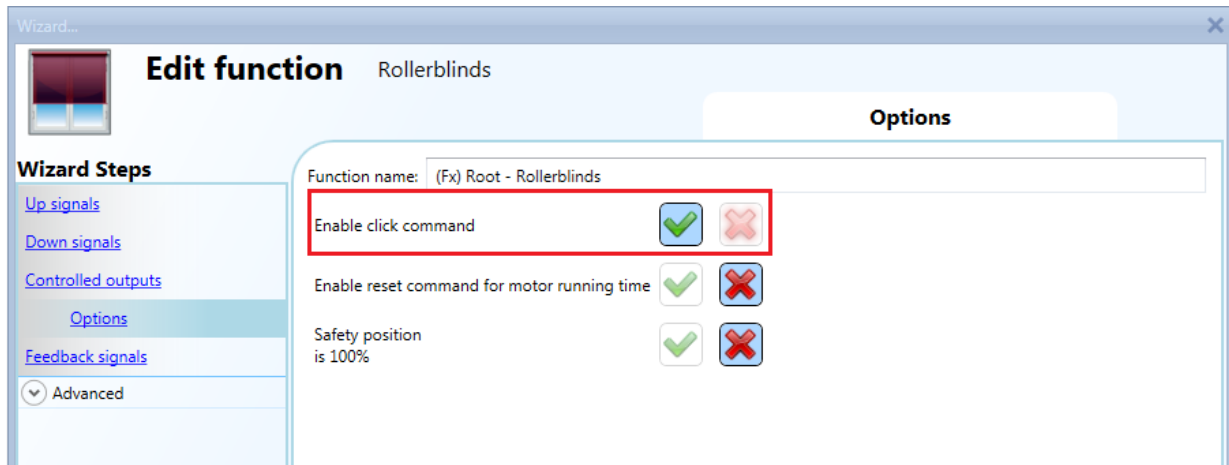 Wizard...
Edit function Rollerblinds
Options
Wizard Steps
Up signals
Down signals
Controlled outputs
Options
Feedback signals
Advanced
Function name: (Fx) Root - Rollerblinds
Enable click command
Enable reset command for motor running time
Safety position
is 100%